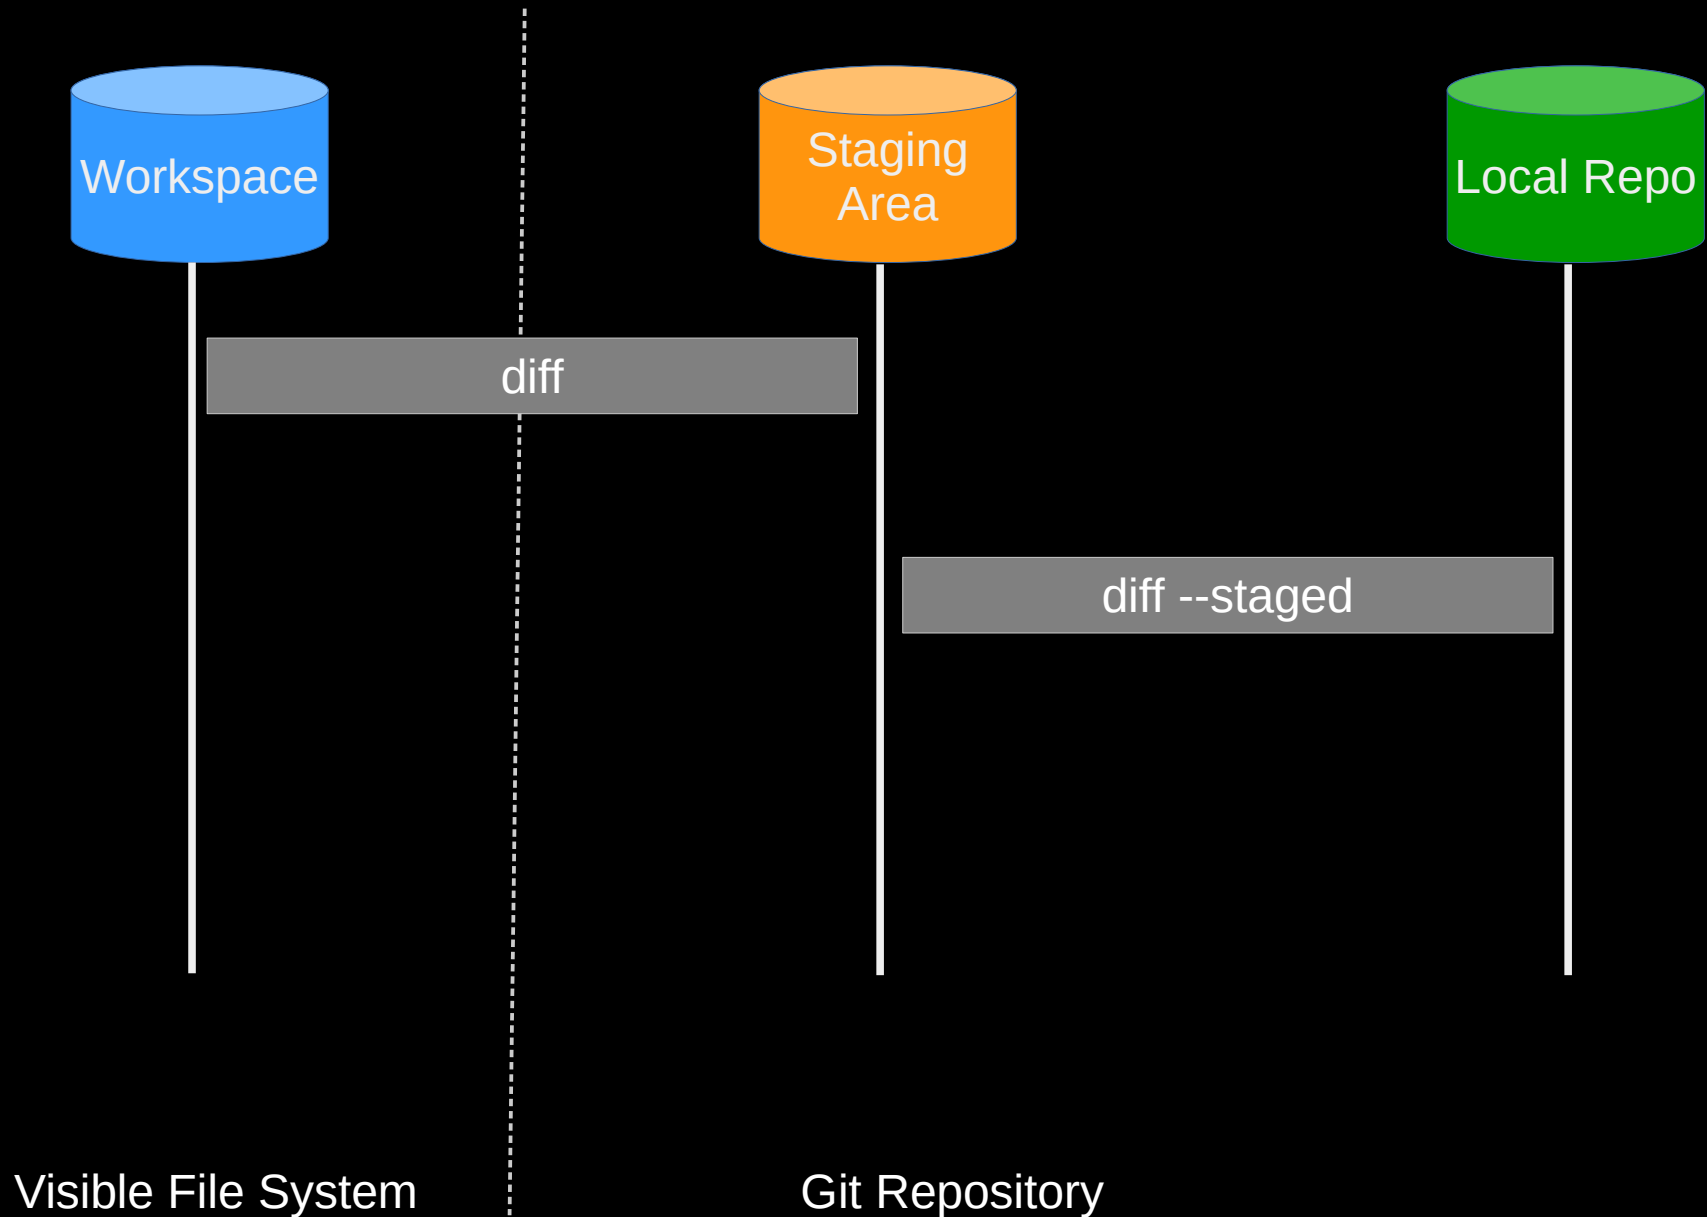 Workspace
Staging
Area
Local Repo
diff
diff --staged
Visible File System
Git Repository